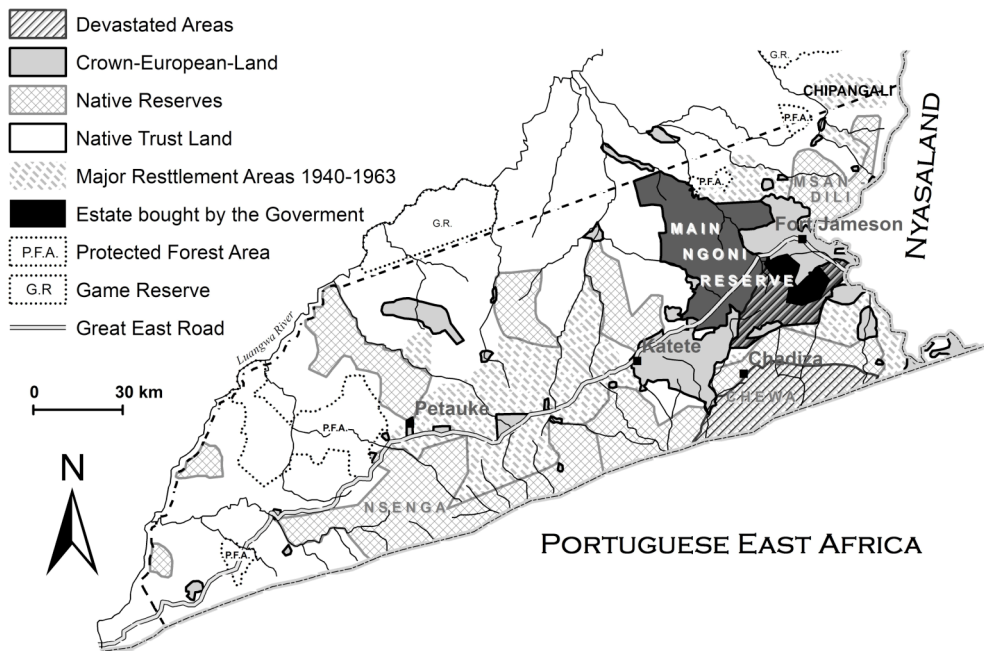 Devastated Areas
Crown-European-Land
Native Reserves
Native Trust Land
Major Resttlement Areas 1940-1963
Estate bought by the Goverment
P.F.A. Protected Forest Area
G.R Game Reserve
Great East Road
0 30 km
N
G.R.
CHIPANGALI
P.F.A.
NYASALAND
P.F.A.
MSAN
DILI
G.R.
MAIN
NGONI
RESERVE
Fort Jameson
Luangwa River
Katete
Chadiza
CHEWA
Petauke
P.F.A.
NSENGA
P.F.A.
PORTUGUESE EAST AFRICA